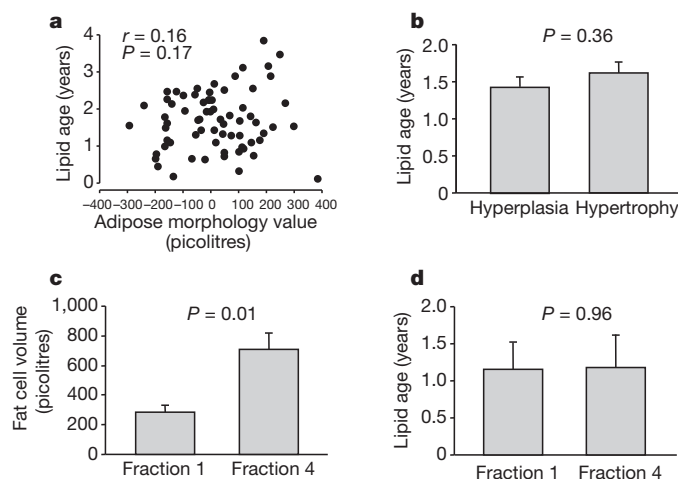 a
r = 0.16
P = 0.17
Lipid age (years)
4
3
2
1
0
–400 –300 –200 –100 0 100 200 300 400
Adipose morphology value
(picolitres)
b
P = 0.36
Lipid age (years)
2.0
1.5
1.0
0.5
0
Hyperplasia Hypertrophy
c
P = 0.01
Fat cell volume
(picolitres)
1,000
800
600
400
200
0
Fraction 1 Fraction 4
d
P = 0.96
Lipid age (years)
2.0
1.5
1.0
0.5
0
Fraction 1 Fraction 4